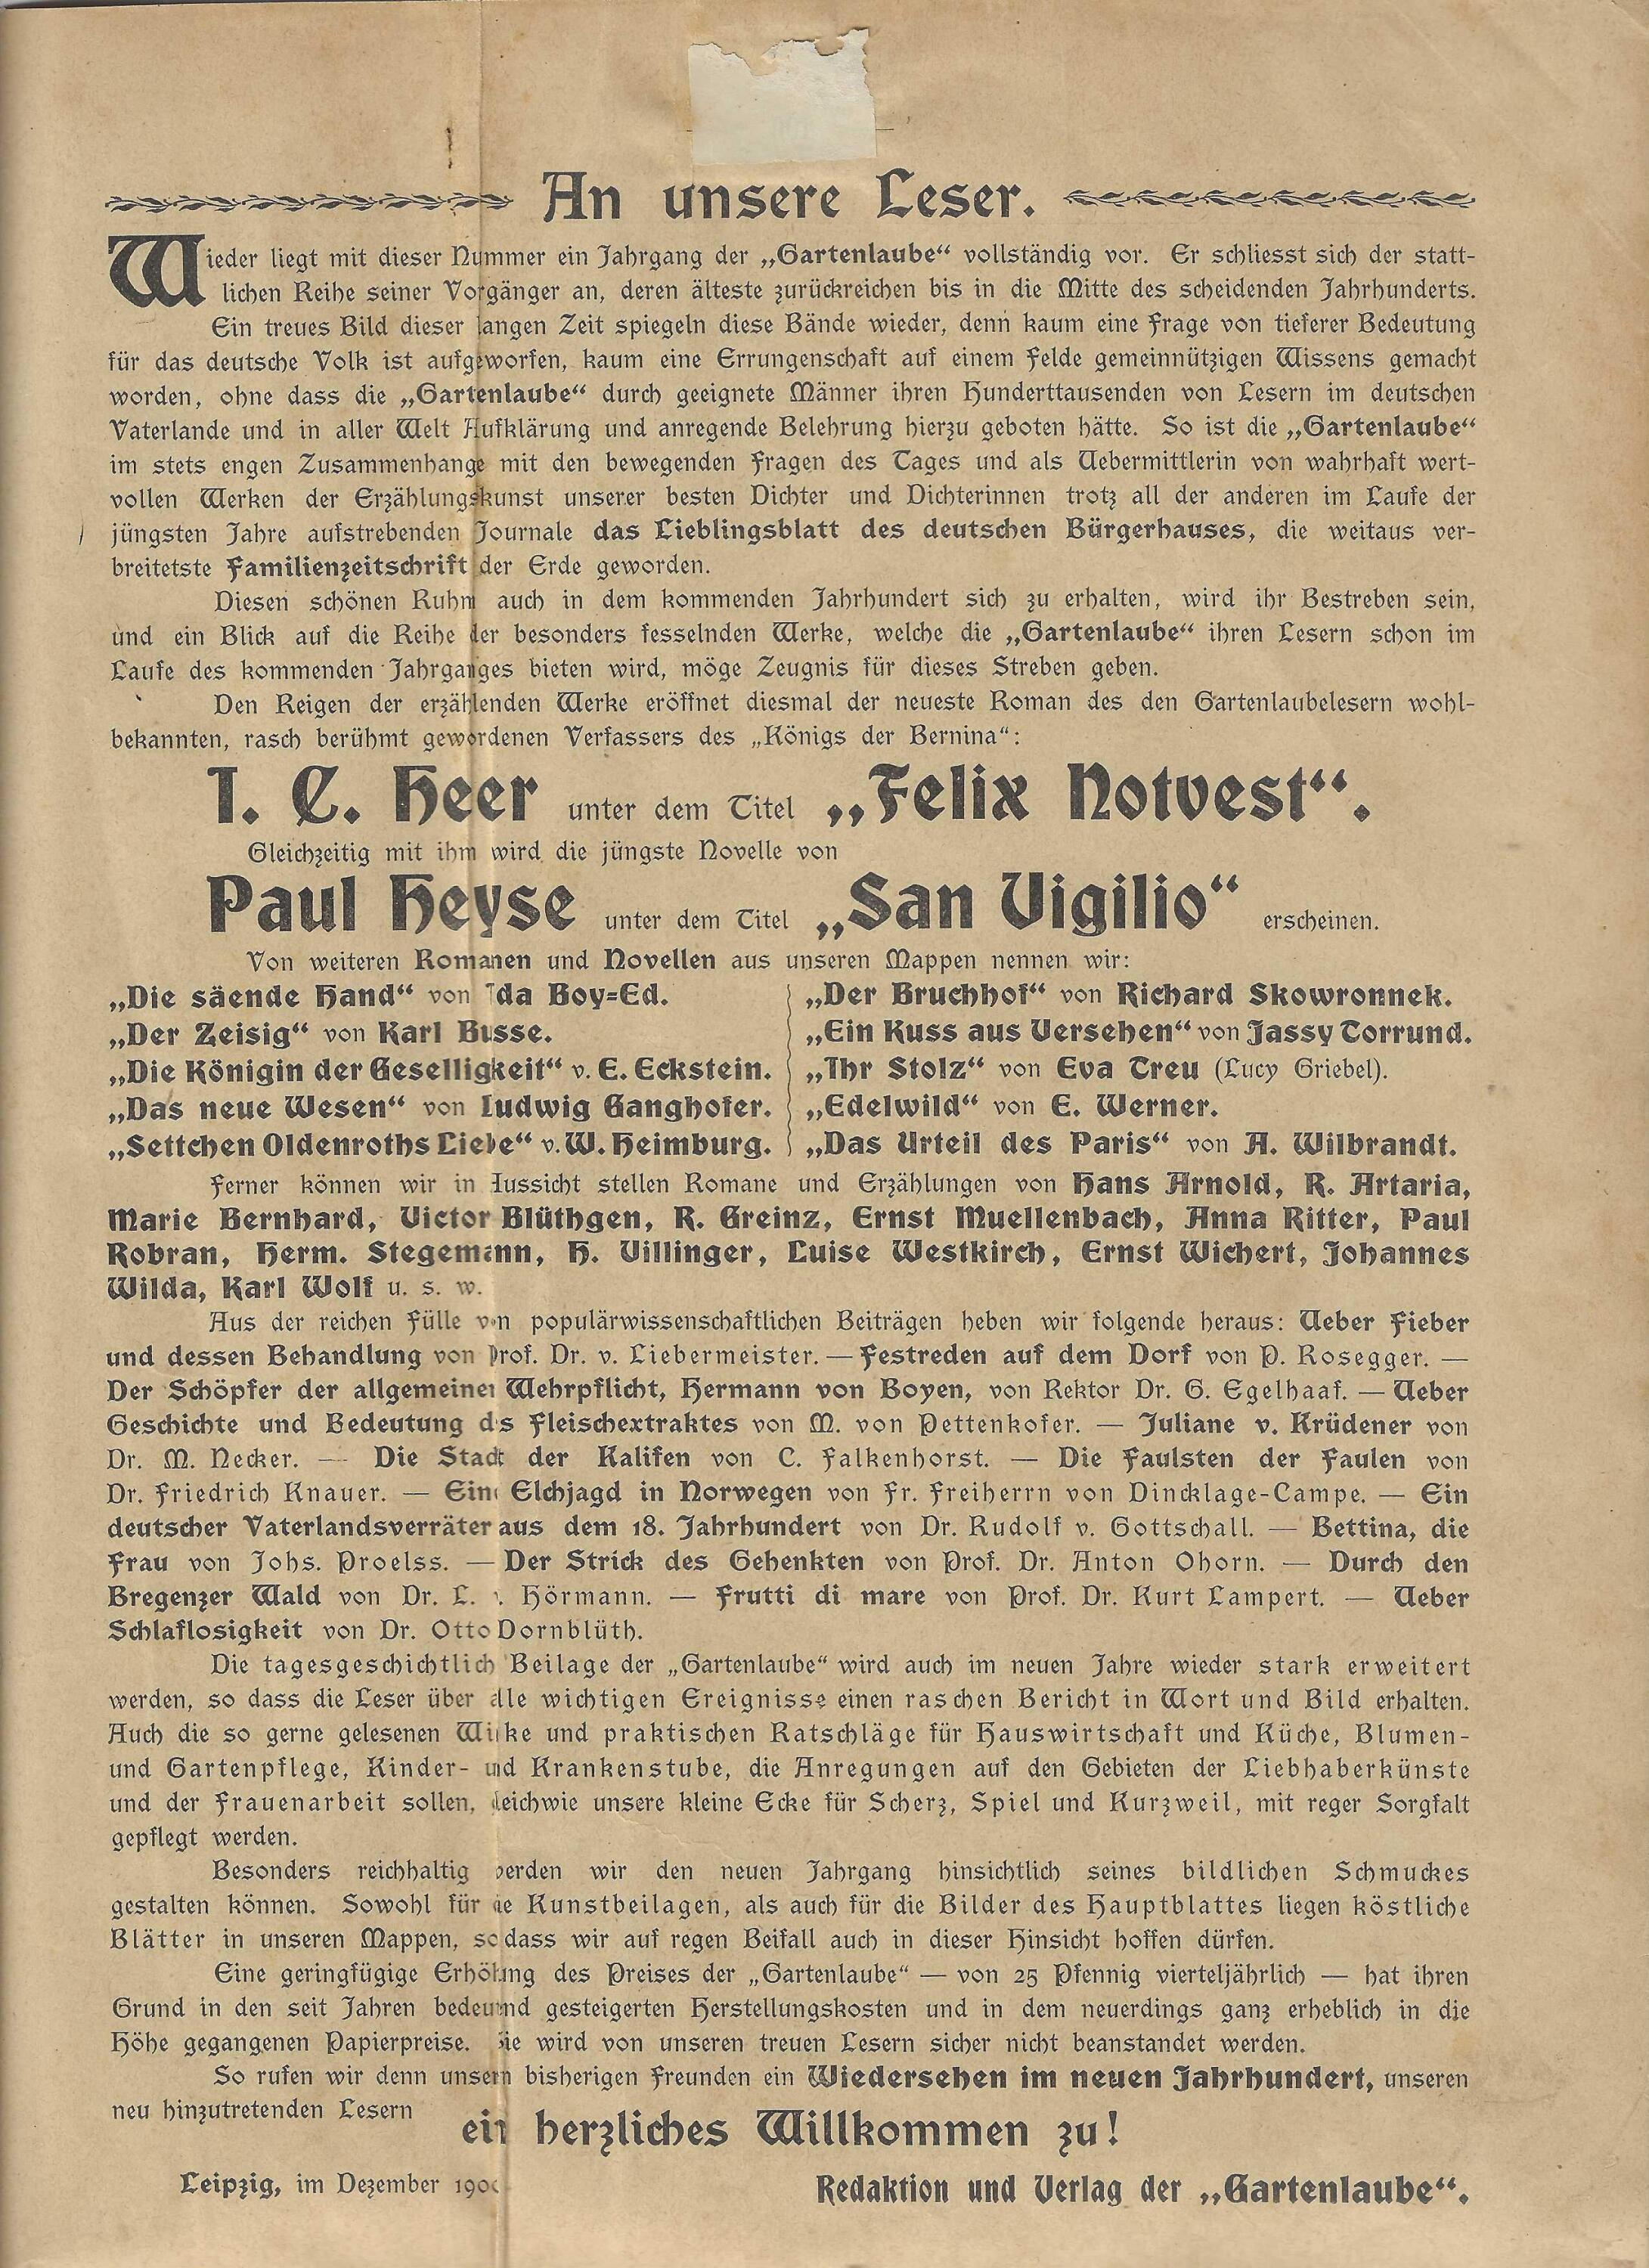 An unsere Leser.
Wieder liegt mit dieser Nummer ein Jahrgang der „Gartenlaube“ vollständig vor. Er schliesst sich der statt-
lichen Reihe seiner Vorgänger an, deren älteste zurückreichen bis in die Mitte des scheidenden Jahrhunderts.
Ein treues Bild dieser langen Zeit spiegeln diese Bände wieder, denn kaum eine Frage von tieferer Bedeutung
für das deutsche Volk ist aufgeworfen, kaum eine Errungenschaft auf einem Felde gemeinnützigen Wissens gemacht
worden, ohne dass die „Gartenlaube“ durch geeignete Männer ihren Hunderttausenden von Lesern im deutschen
Vaterlande und in aller Welt Aufklärung und anregende Belehrung hierzu geboten hätte. So ist die „Gartenlaube“
im stets engen Zusammenhange mit den bewegenden Fragen des Tages und als Uebermittlerin von wahrhaft wert-
vollen Werken der Erzählungskunst unserer besten Dichter und Dichterinnen trotz all der anderen im Laufe der
jüngsten Jahre aufstrebenden Journale das Lieblingsblatt des deutschen Bürgerhauses, die weitaus ver-
breitetste Familienzeitschrift der Erde geworden.
Diesen schönen Ruhm auch in dem kommenden Jahrhundert sich zu erhalten, wird ihr Bestreben sein,
und ein Blick auf die Reihe der besonders fesselnden Werke, welche die „Gartenlaube“ ihren Lesern schon im
Laufe des kommenden Jahrganges bieten wird, möge Zeugnis für dieses Streben geben.
Den Reigen der erzählenden Werke eröffnet diesmal der neueste Roman des den Gartenlaubelesern wohl-
bekannten, rasch berühmt gewordenen Verfassers des „Königs der Bernina“:
J. C. Heer unter dem Titel „Felix Notvest“.
Gleichzeitig mit ihm wird die jüngste Novelle von
Paul Heyse unter dem Titel „San Vigilio“ erscheinen.
Von weiteren Romanen und Novellen aus unseren Mappen nennen wir:
„Die säende Hand“ von Ida Boy=Ed.
„Der Zeisig“ von Karl Busse.
„Die Königin der Geselligkeit“ v. E. Eckstein.
„Das neue Wesen“ von Ludwig Ganghofer.
„Settchen Oldenroths Liebe“ v. W. Heimburg.
„Der Bruchhof“ von Richard Skowronnek.
„Ein Kuss aus Versehen“ von Jassy Torrund.
„Ihr Stolz“ von Eva Treu (Lucy Griebel).
„Edelwild“ von E. Werner.
„Das Urteil des Paris“ von A. Wilbrandt.
Ferner können wir in Aussicht stellen Romane und Erzählungen von Hans Arnold, R. Artaria,
Marie Bernhard, Victor Blüthgen, R. Greinz, Ernst Muellenbach, Anna Ritter, Paul
Robran, Herm. Stegemann, H. Villinger, Luise Westkirch, Ernst Wichert, Johannes
Wilda, Karl Wolf u. s. w.
Aus der reichen Fülle von populärwissenschaftlichen Beiträgen heben wir folgende heraus: Ueber Fieber
und dessen Behandlung von Prof. Dr. v. Liebermeister. — Festreden auf dem Dorf von P. Rosegger. —
Der Schöpfer der allgemeinen Wehrpflicht, Hermann von Boyen, von Rektor Dr. G. Egelhaaf. — Ueber
Geschichte und Bedeutung des Fleischextraktes von M. von Pettenkofer. — Juliane v. Krüdener von
Dr. M. Necker. — Die Stadt der Kalifen von C. Falkenhorst. — Die Faulsten der Faulen von
Dr. Friedrich Knauer. — Eine Elchjagd in Norwegen von Fr. Freiherrn von Dincklage-Campe. — Ein
deutscher Vaterlandsverräter aus dem 18. Jahrhundert von Dr. Rudolf v. Gottschall. — Bettina, die
Frau von Johs. Proelss. — Der Strick des Gehenkten von Prof. Dr. Anton Ohorn. — Durch den
Bregenzer Wald von Dr. L. v. Hörmann. — Frutti di mare von Prof. Dr. Kurt Lampert. — Ueber
Schlaflosigkeit von Dr. Otto Dornblüth.
Die tagesgeschichtlich Beilage der „Gartenlaube“ wird auch im neuen Jahre wieder stark erweitert
werden, so dass die Leser über alle wichtigen Ereignisse einen raschen Bericht in Wort und Bild erhalten.
Auch die so gerne gelesenen Winke und praktischen Ratschläge für Hauswirtschaft und Küche, Blumen-
und Gartenpflege, Kinder- und Krankenstube, die Anregungen auf den Gebieten der Liebhaberkünste
und der Frauenarbeit sollen, gleichwie unsere kleine Ecke für Scherz, Spiel und Kurzweil, mit reger Sorgfalt
gepflegt werden.
Besonders reichhaltig werden wir den neuen Jahrgang hinsichtlich seines bildlichen Schmuckes
gestalten können. Sowohl für die Kunstbeilagen, als auch für die Bilder des Hauptblattes liegen köstliche
Blätter in unseren Mappen, so dass wir auf regen Beifall auch in dieser Hinsicht hoffen dürfen.
Eine geringfügige Erhöhung des Preises der „Gartenlaube“ — von 25 Pfennig vierteljährlich — hat ihren
Grund in den seit Jahren bedeutend gesteigerten Herstellungskosten und in dem neuerdings ganz erheblich in die
Höhe gegangenen Papierpreise. Sie wird von unseren treuen Lesern sicher nicht beanstandet werden.
So rufen wir denn unsern bisherigen Freunden ein Wiedersehen im neuen Jahrhundert, unseren
neu hinzutretenden Lesern
ein herzliches Willkommen zu!
Leipzig, im Dezember 1900
Redaktion und Verlag der „Gartenlaube“.